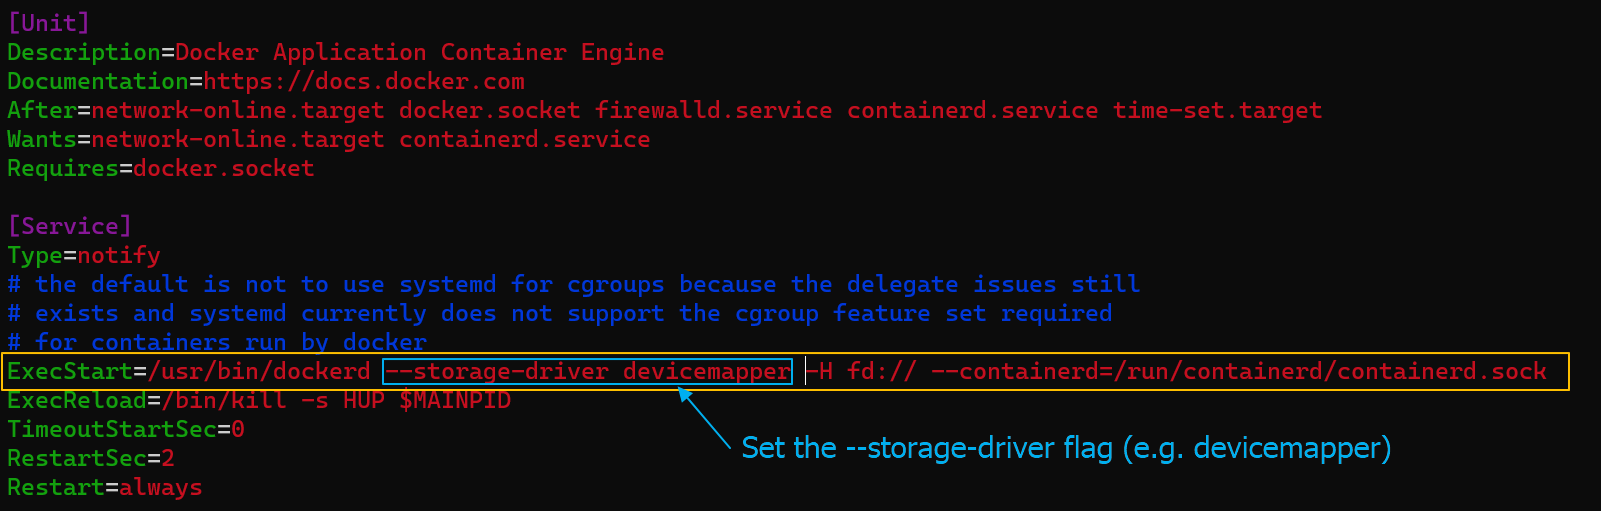 [Unit]
Description=Docker Application Container Engine
Documentation=https://docs.docker.com
After=network-online.target docker.socket firewalld.service containerd.service time-set.target
Wants=network-online.target containerd.service
Requires=docker.socket
[Service]
Type=notify
# the default is not to use systemd for cgroups because the delegate issues still
# exists and systemd currently does not support the cgroup feature set required
# for containers run by docker
ExecStart=/usr/bin/dockerd --storage-driver devicemapper -H fd:// --containerd=/run/containerd/containerd.sock
ExecReload=/bin/kill -s HUP $MAINPID
TimeoutStartSec=0
Set the --storage-driver flag (e.g. devicemapper)
RestartSec=2
Restart=always